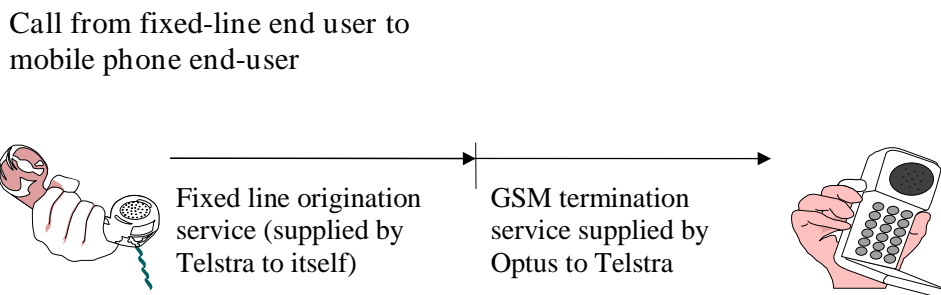 Call from fixed-line end user to
mobile phone end-user
Fixed line origination
service (supplied by
Telstra to itself)
GSM termination
service supplied by
Optus to Telstra